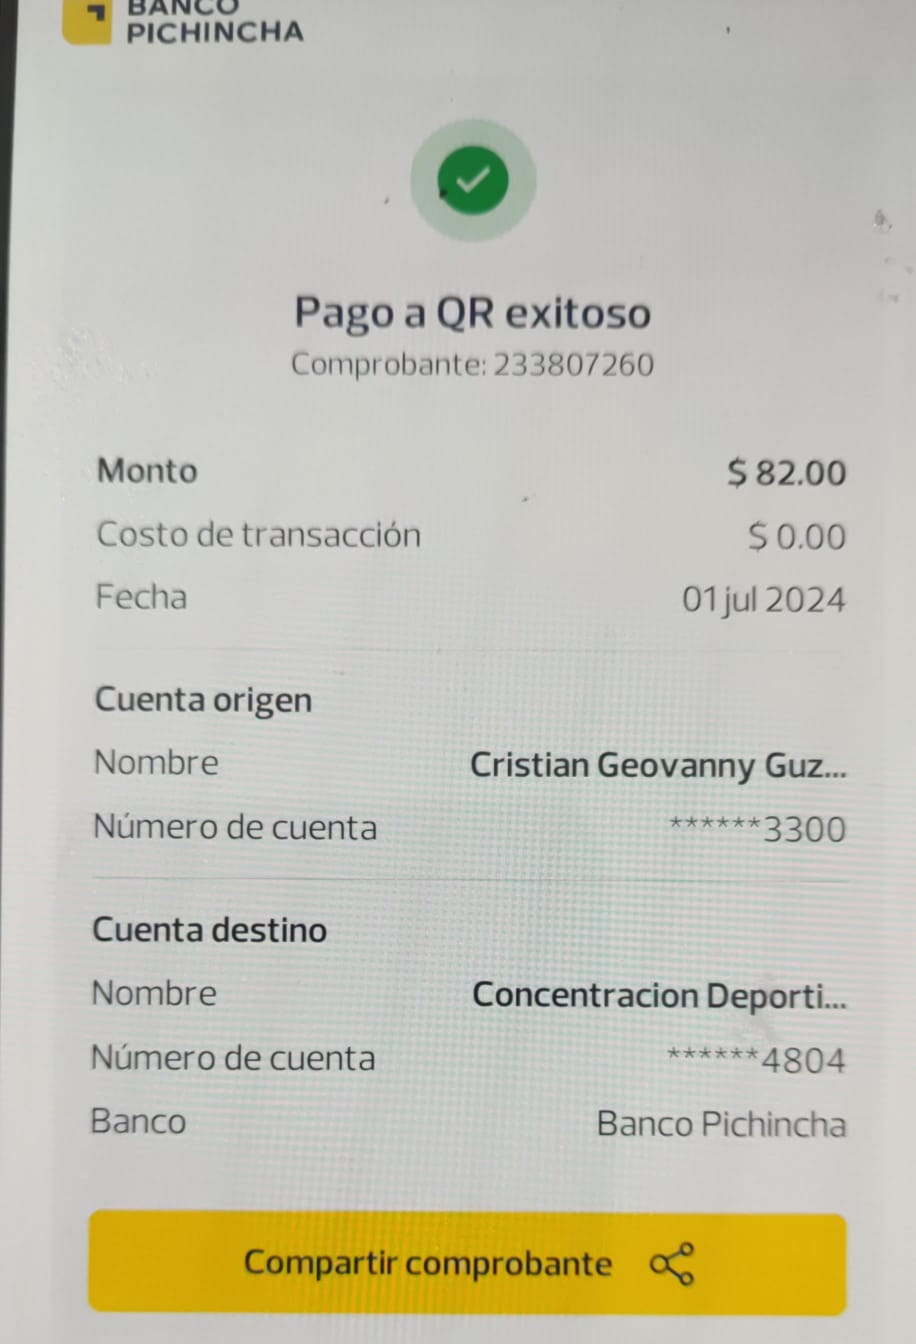 BANCO
PICHINCHA
Pago a QR exitoso
Comprobante: 233807260
Monto $ 82.00
Costo de transacción $ 0.00
Fecha 01 jul 2024
Cuenta origen
Nombre Cristian Geovanny Guz...
Número de cuenta ******3300
Cuenta destino
Nombre Concentracion Deporti...
Número de cuenta ******4804
Banco Banco Pichincha
Compartir comprobante